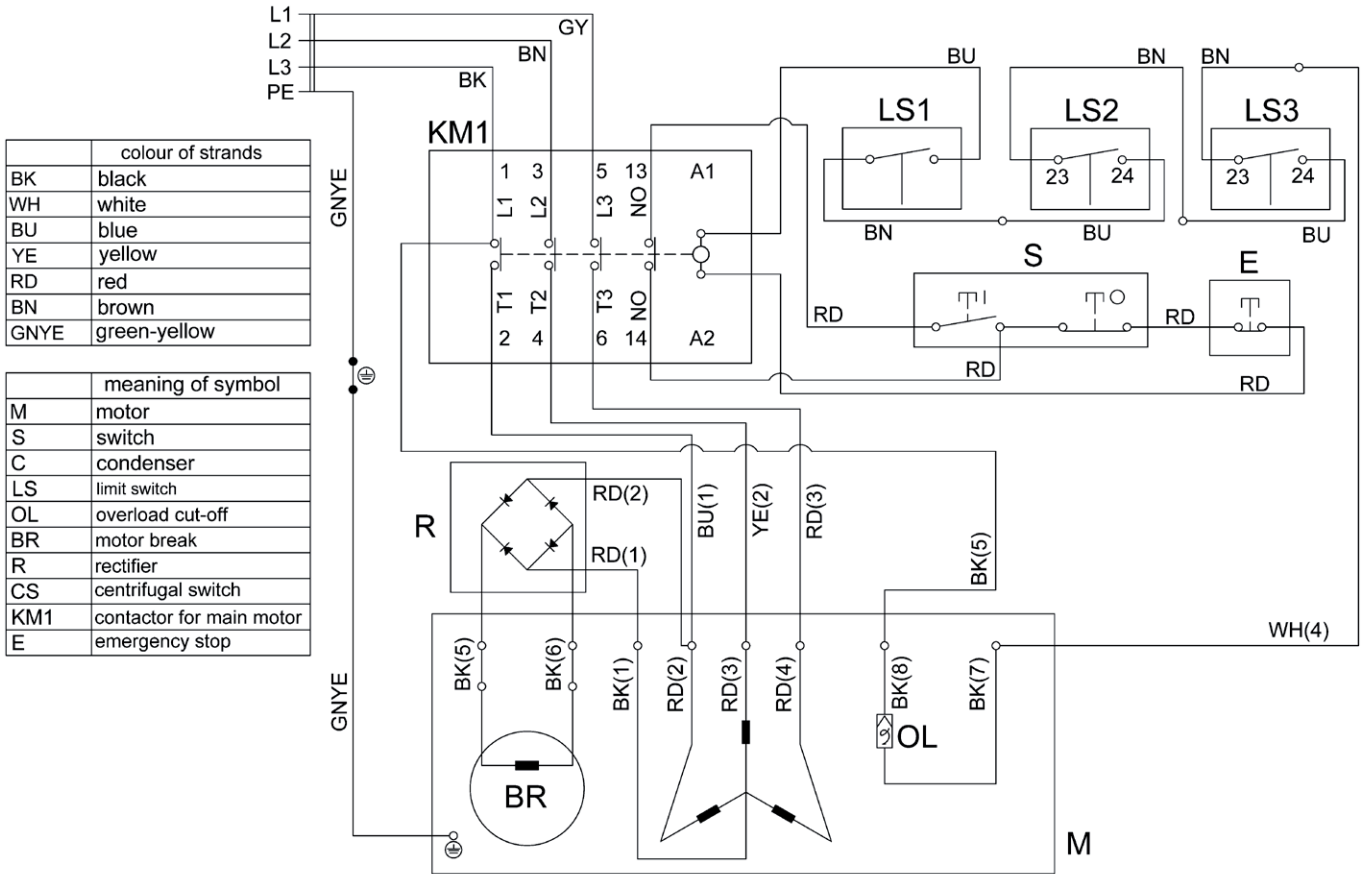 L1
L2
L3
PE
GY
BN
BK
BU
BN
BN
KM1
LS1
LS2
LS3
1 3 5 13 A1
L1 L2 L3 NO
T1 T2 T3 NO
2 4 6 14 A2
23 24
23 24
BN
BU
BU
S
E
I
RD
RD
RD
RD
colour of strands
BK black
WH white
BU blue
YE yellow
RD red
BN brown
GNYE green-yellow
meaning of symbol
M motor
S switch
C condenser
LS limit switch
OL overload cut-off
BR motor break
R rectifier
CS centrifugal switch
KM1 contactor for main motor
E emergency stop
GNYE
GNYE
R
RD(2)
RD(1)
BU(1)
YE(2)
RD(3)
BK(5)
WH(4)
BK(5)
BK(6)
BK(1)
RD(2)
RD(3)
RD(4)
BK(8)
BK(7)
OL
BR
M